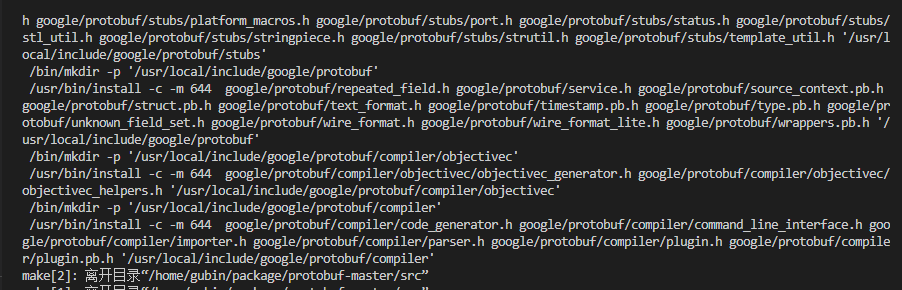 h google/protobuf/stubs/platform_macros.h google/protobuf/stubs/port.h google/protobuf/stubs/status.h google/protobuf/stubs/
stl_util.h google/protobuf/stubs/stringpiece.h google/protobuf/stubs/strutil.h google/protobuf/stubs/template_util.h '/usr/l
ocal/include/google/protobuf/stubs'
/bin/mkdir -p '/usr/local/include/google/protobuf'
/usr/bin/install -c -m 644  google/protobuf/repeated_field.h google/protobuf/service.h google/protobuf/source_context.pb.h
google/protobuf/struct.pb.h google/protobuf/text_format.h google/protobuf/timestamp.pb.h google/protobuf/type.pb.h google/pr
otobuf/unknown_field_set.h google/protobuf/wire_format.h google/protobuf/wire_format_lite.h google/protobuf/wrappers.pb.h '/
usr/local/include/google/protobuf'
/bin/mkdir -p '/usr/local/include/google/protobuf/compiler/objectivec'
/usr/bin/install -c -m 644  google/protobuf/compiler/objectivec/objectivec_generator.h google/protobuf/compiler/objectivec/
objectivec_helpers.h '/usr/local/include/google/protobuf/compiler/objectivec'
/bin/mkdir -p '/usr/local/include/google/protobuf/compiler'
/usr/bin/install -c -m 644  google/protobuf/compiler/code_generator.h google/protobuf/compiler/command_line_interface.h goo
gle/protobuf/compiler/importer.h google/protobuf/compiler/parser.h google/protobuf/compiler/plugin.h google/protobuf/compile
r/plugin.pb.h '/usr/local/include/google/protobuf/compiler'
make[2]: 离开目录“/home/gubin/package/protobuf-master/src”